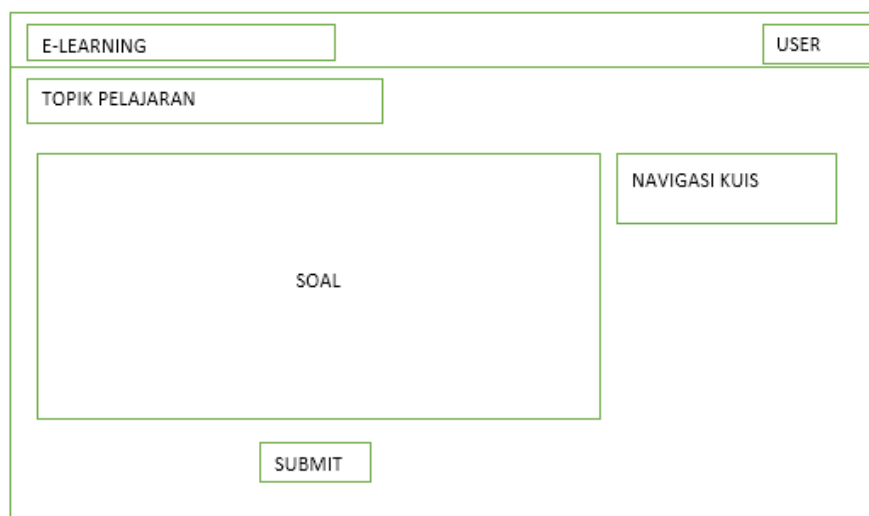 E-LEARNING
USER
TOPIK PELAJARAN
NAVIGASI KUIS
SOAL
SUBMIT